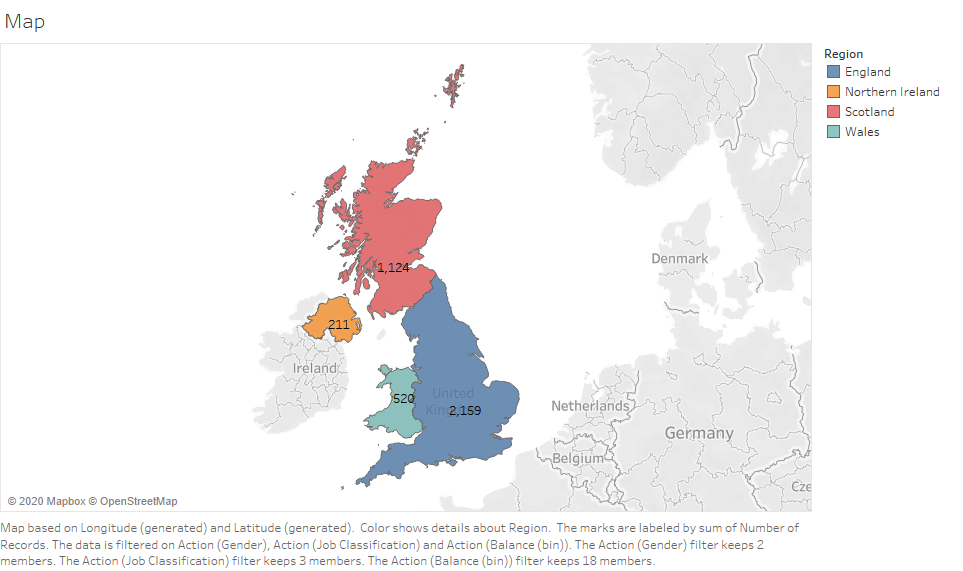 Map
Region
England
Northern Ireland
Scotland
Wales
Denmark
1,124
211
Ireland
520
United
2,159
Netherlands
Germany
Belgium
Cze
© 2020 Mapbox © OpenStreetMap
Map based on Longitude (generated) and Latitude (generated).  Color shows details about Region.  The marks are labeled by sum of Number of
Records. The data is filtered on Action (Gender), Action (Job Classification) and Action (Balance (bin)). The Action (Gender) filter keeps 2
members. The Action (Job Classification) filter keeps 3 members. The Action (Balance (bin)) filter keeps 18 members.